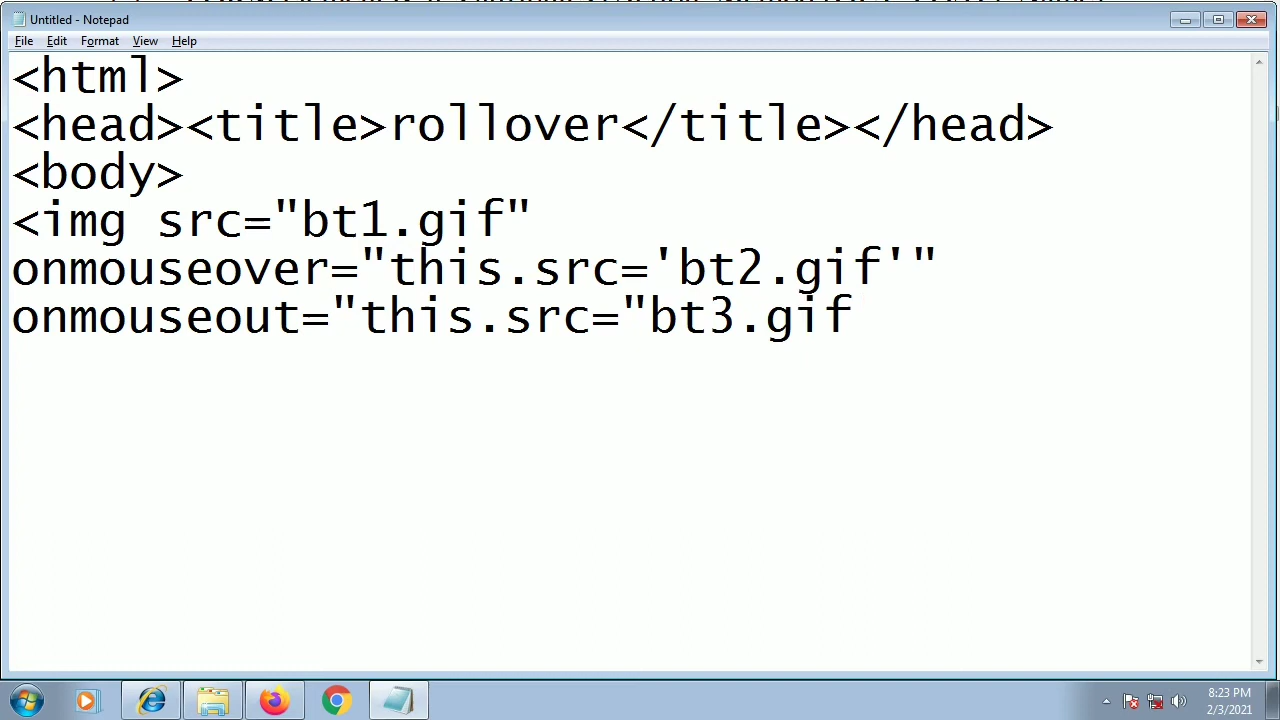 Untitled - Notepad
File Edit Format View Help
<html>
<head><title>rollover</title></head>
<body>
<img src="bt1.gif"
onmouseover="this.src='bt2.gif'"
onmouseout="this.src="bt3.gif
8:23 PM
2/3/2021